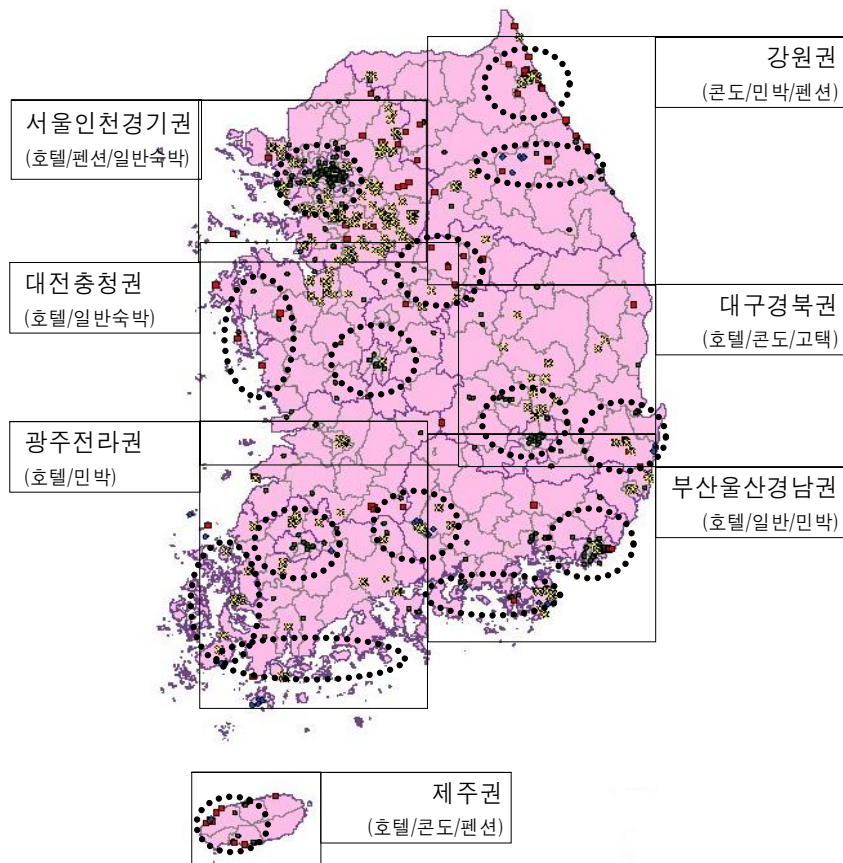 강원권
(콘도/민박/펜션)
서울인천경기권
(호텔/펜션/일반숙박)
대전충청권
(호텔/일반숙박)
대구경북권
(호텔/콘도/고택)
광주전라권
(호텔/민박)
부산울산경남권
(호텔/일반/민박)
제주권
(호텔/콘도/펜션)